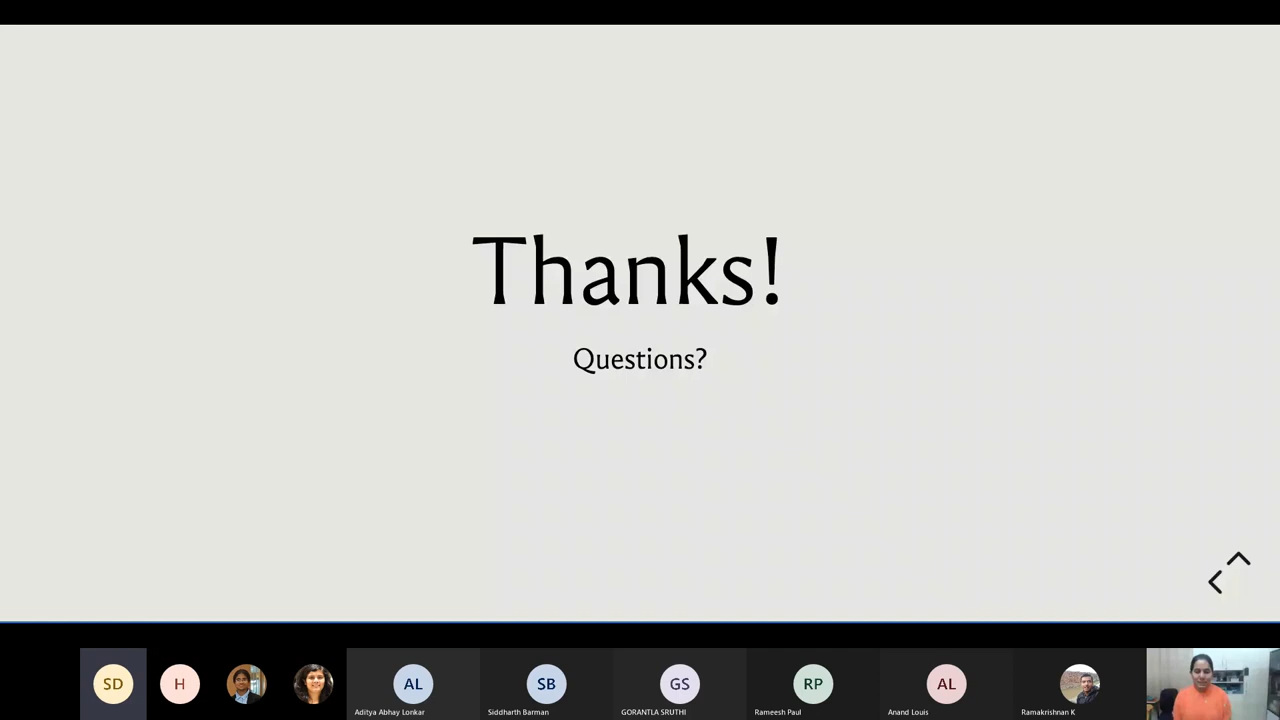 Thanks!
Questions?
SD
H
AL
SB
GS
RP
AL
Aditya Abhay Lonkar
Siddharth Barman
GORANTLA SRUTHI
Rameesh Paul
Anand Louis
Ramakrishnan K